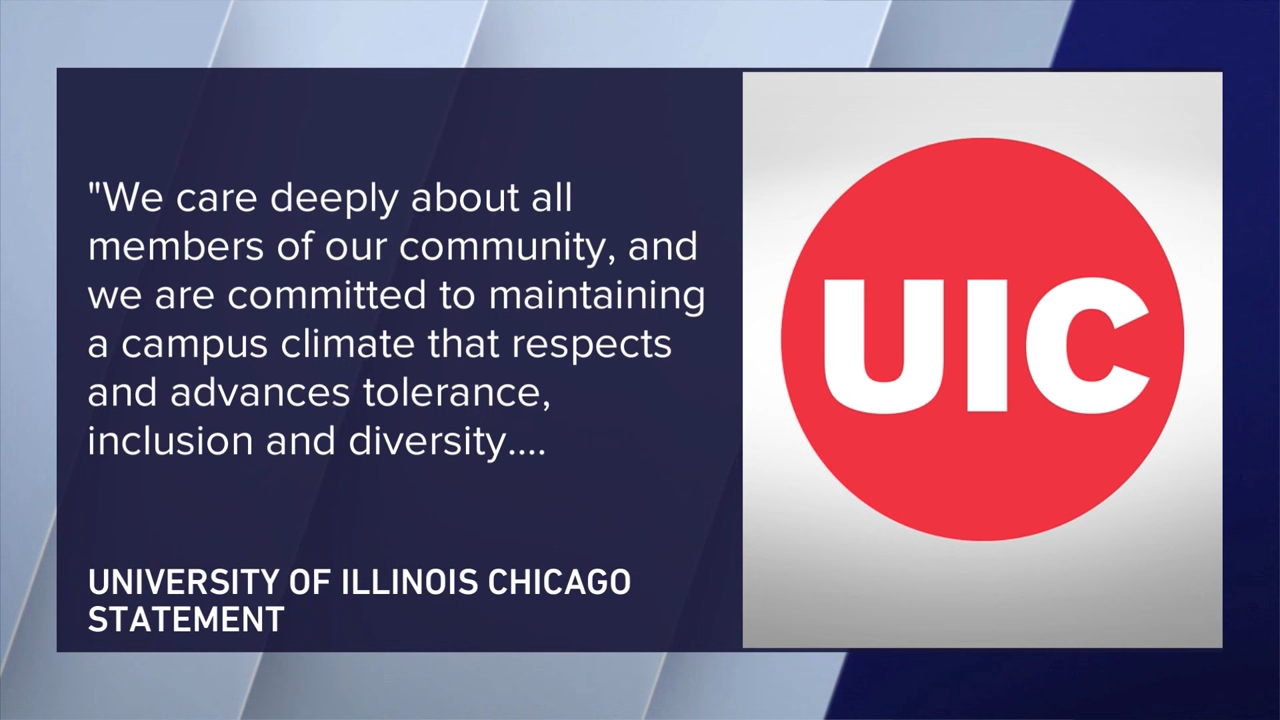 "We care deeply about all
members of our community, and
we are committed to maintaining
a campus climate that respects
and advances tolerance,
inclusion and diversity....
UNIVERSITY OF ILLINOIS CHICAGO
STATEMENT
UIC